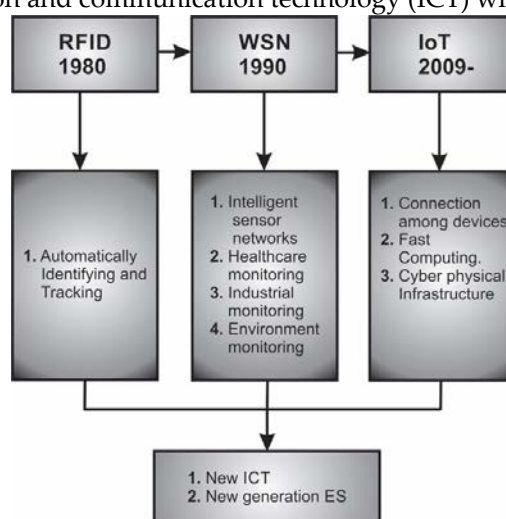 on and communication technology (ICT) wi
RFID
1980
WSN
1990
IoT
2009-
1. Automatically
Identifying and
Tracking
1. Intelligent
sensor
networks
2. Healthcare
monitoring
3. Industrial
monitoring
4. Environment
monitoring
1. Connection
among devices
2. Fast
Computing.
3. Cyber physical
Infrastructure
1. New ICT
2. New generation ES